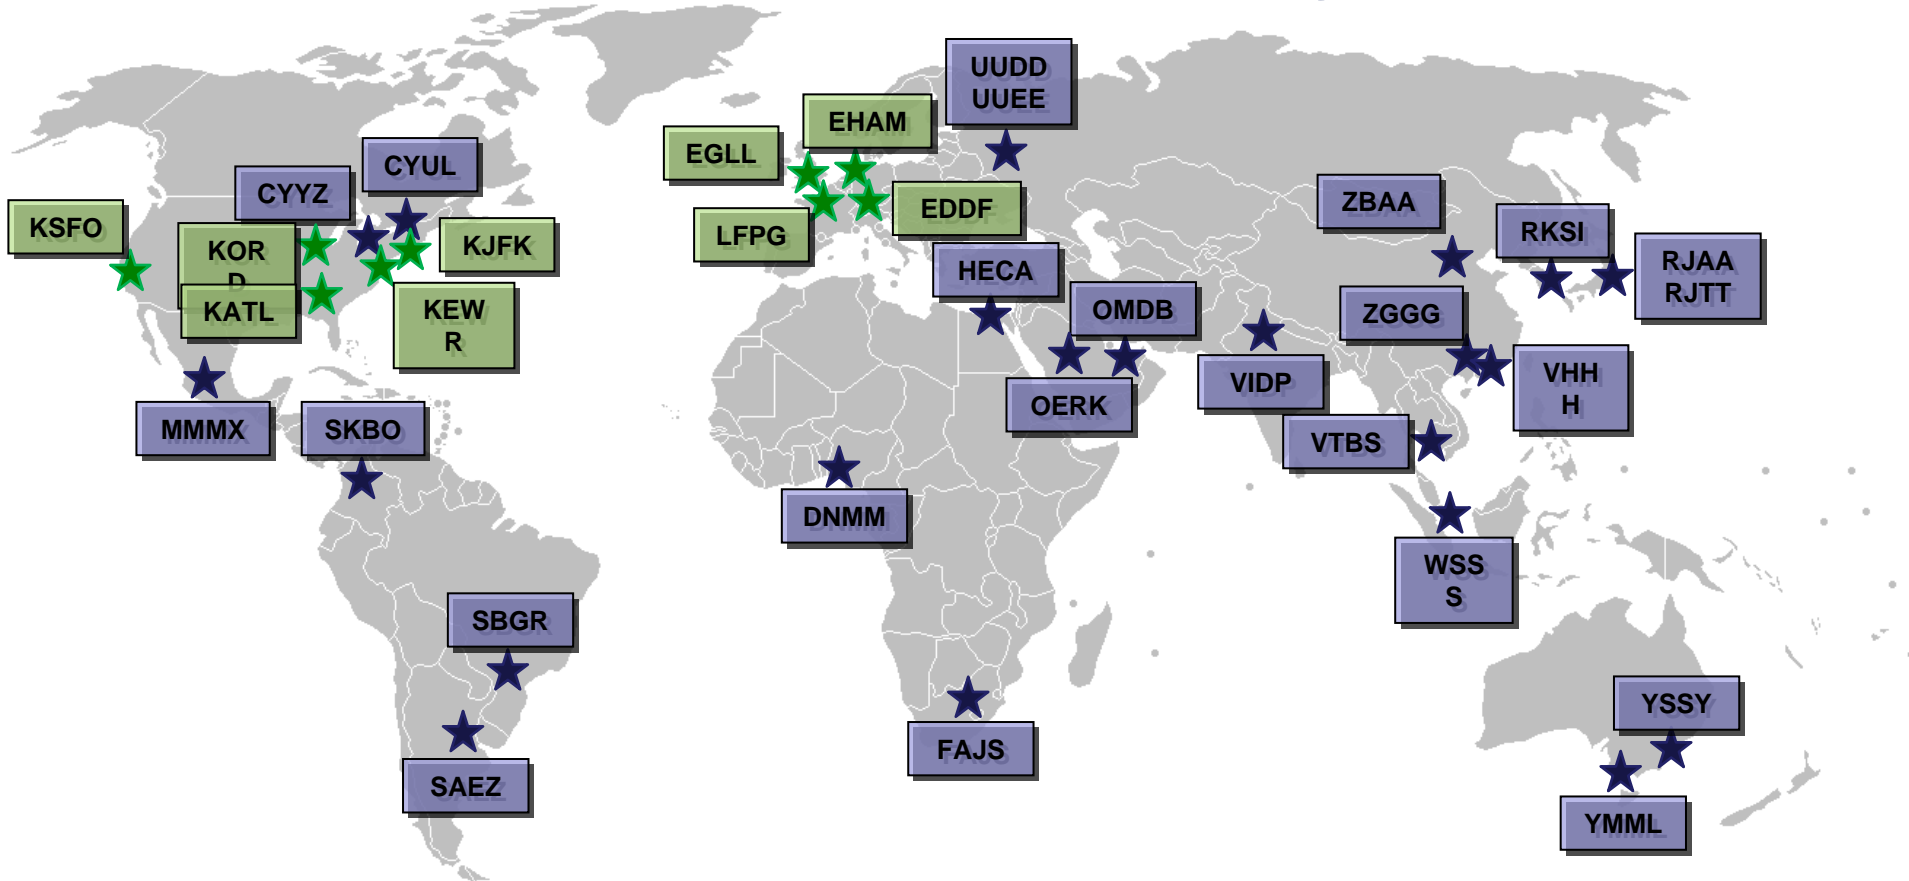 UUDD
UUEE
EHAM
EGLL
CYUL
CYYZ
KSFO
KOR
D
KATL
KJFK
KEW
R
LFPG
EDDF
HECA
OMDB
OERK
ZBAA
RKSI
RJAA
RJTT
ZGGG
VHH
H
VIDP
VTBS
MMMX
SKBO
DNMM
WSS
S
SBGR
SAEZ
FAJS
YSSY
YMML